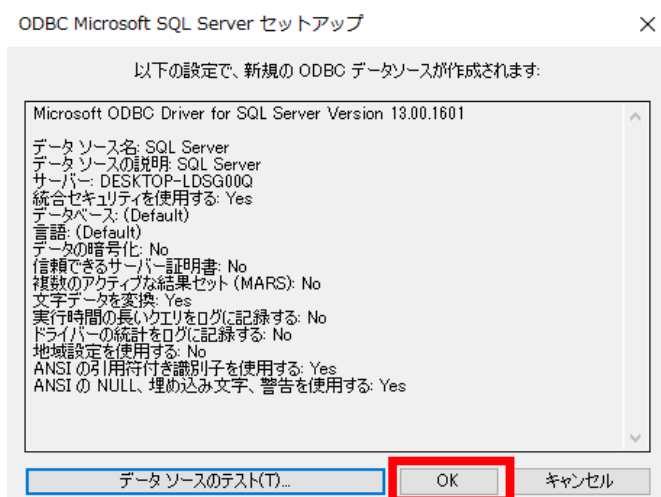 ODBC Microsoft SQL Server セットアップ
以下の設定で、新規の ODBC データソースが作成されます:
Microsoft ODBC Driver for SQL Server Version 13.00.1601
データ ソース名: SQL Server
データ ソースの説明: SQL Server
サーバー: DESKTOP-LDSG00Q
統合セキュリティを使用する: Yes
データベース: (Default)
言語: (Default)
データの暗号化: No
信頼できるサーバー証明書: No
複数のアクティブな結果セット (MARS): No
文字データを変換: Yes
実行時間の長いクエリをログに記録する: No
ドライバーの統計をログに記録する: No
地域設定を使用する: No
ANSI の引用符付き識別子を使用する: Yes
ANSI の NULL、埋め込み文字、警告を使用する: Yes
データ ソースのテスト(T)...
OK
キャンセル